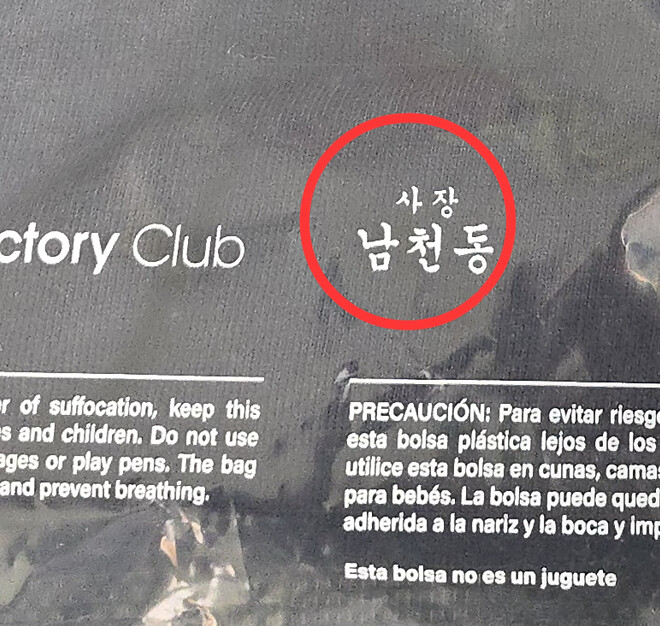 사장
ctory Club
남천동
r of suffocation, keep this
s and children. Do not use
ages or play pens. The bag
and prevent breathing.
PRECAUCIÓN: Para evitar riesg
esta bolsa plástica lejos de los
utilice esta bolsa en cunas, camas
para bebés. La bolsa puede qued
adherida a la nariz y la boca y imp
Esta bolsa no es un juguete